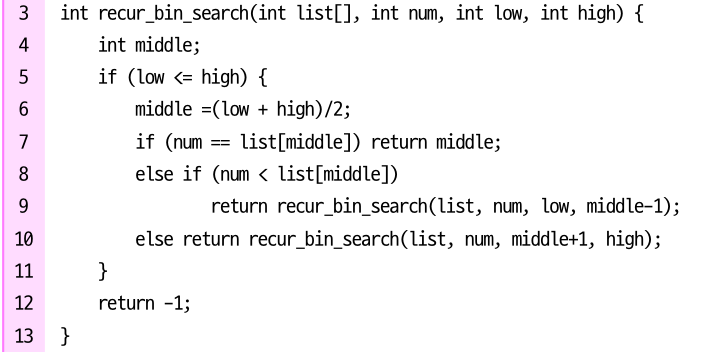 3 int recur_bin_search(int list[], int num, int low, int high) {
4 int middle;
5 if (low <= high) {
6 middle =(low + high)/2;
7 if (num == list[middle]) return middle;
8 else if (num < list[middle])
9 return recur_bin_search(list, num, low, middle-1);
10 else return recur_bin_search(list, num, middle+1, high);
11 }
12 return -1;
13 }